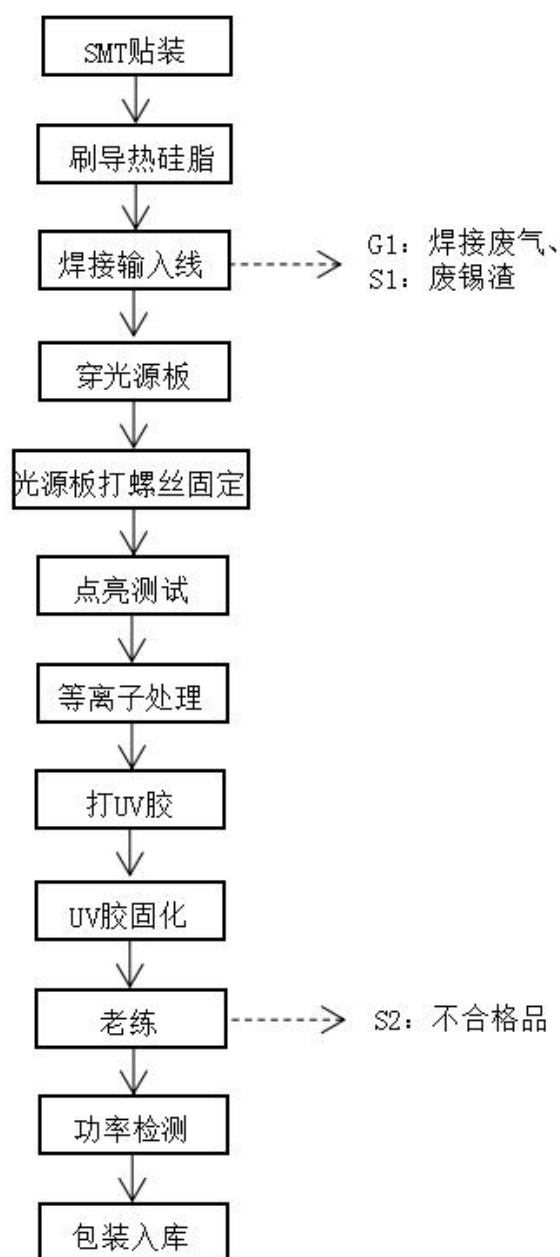 SMT贴装
刷导热硅脂
焊接输入线
G1：焊接废气、
S1：废锡渣
穿光源板
光源板打螺丝固定
点亮测试
等离子处理
打UV胶
UV胶固化
老练
S2：不合格品
功率检测
包装入库